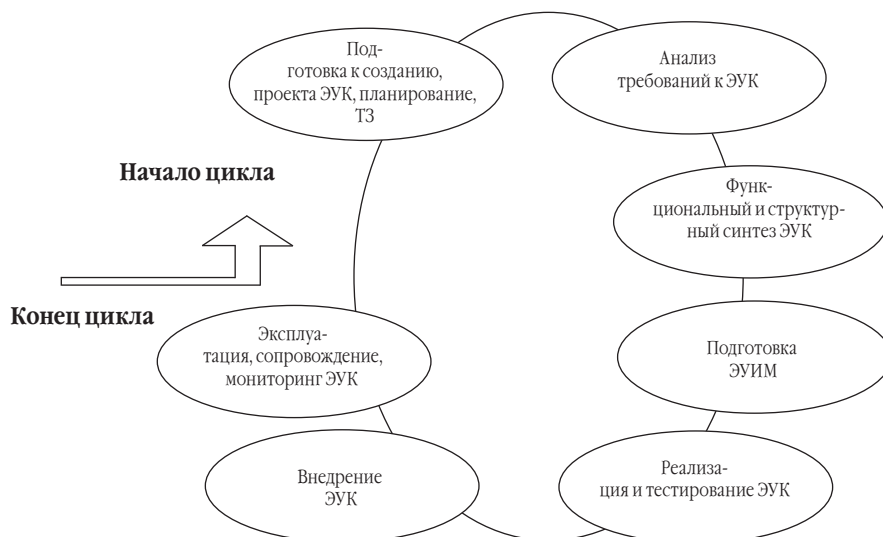 Под-
готовка к созданию,
проекта ЭУК, планирование,
ТЗ
Анализ
требований к ЭУК
Начало цикла
Функ-
циональный и структур-
ный синтез ЭУК
Конец цикла
Эксплуа-
тация, сопровождение,
мониторинг ЭУК
Подготовка
ЭУИМ
Внедрение
ЭУК
Реализа-
ция и тестирование ЭУК